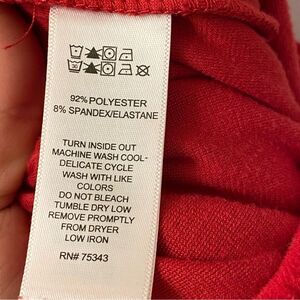 92% POLYESTER
8% SPANDEX/ELASTANE
TURN INSIDE OUT
MACHINE WASH COOL-
DELICATE CYCLE
WASH WITH LIKE
COLORS
DO NOT BLEACH
TUMBLE DRY LOW
REMOVE PROMPTLY
FROM DRYER
LOW IRON
RN# 75343